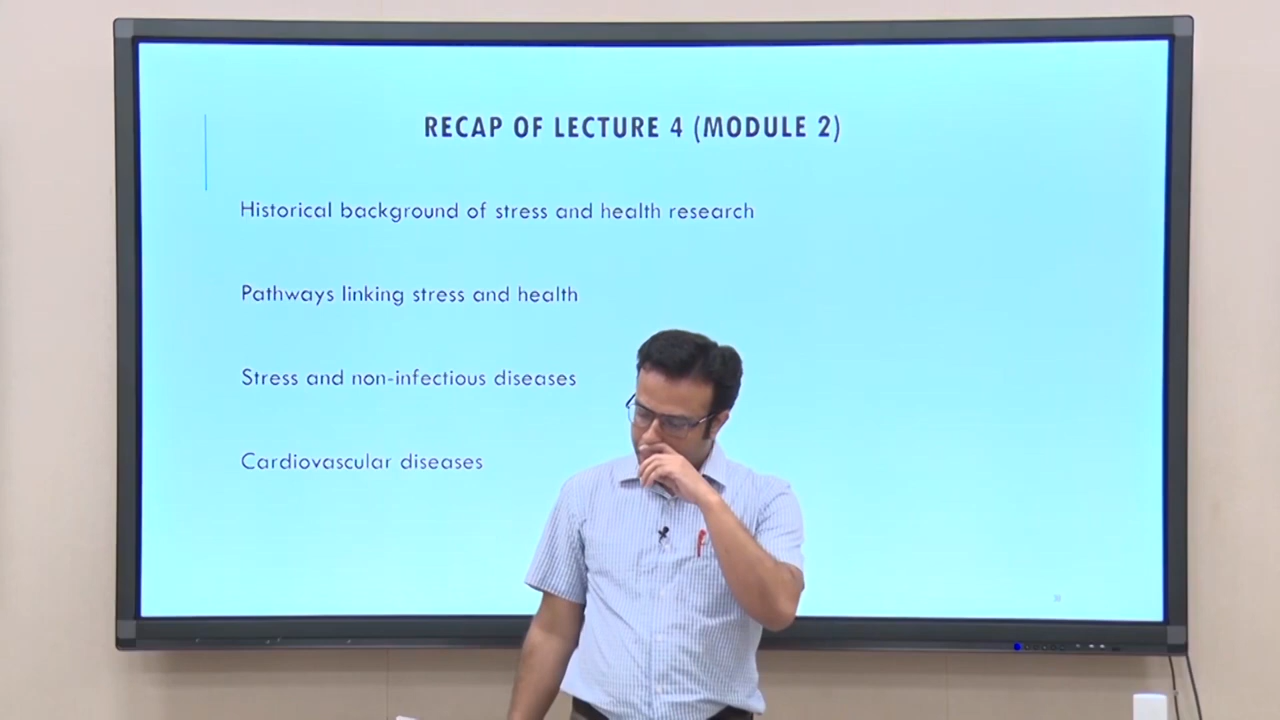 RECAP OF LECTURE 4 (MODULE 2)
Historical background of stress and health research
Pathways linking stress and health
Stress and non-infectious diseases
Cardiovascular diseases